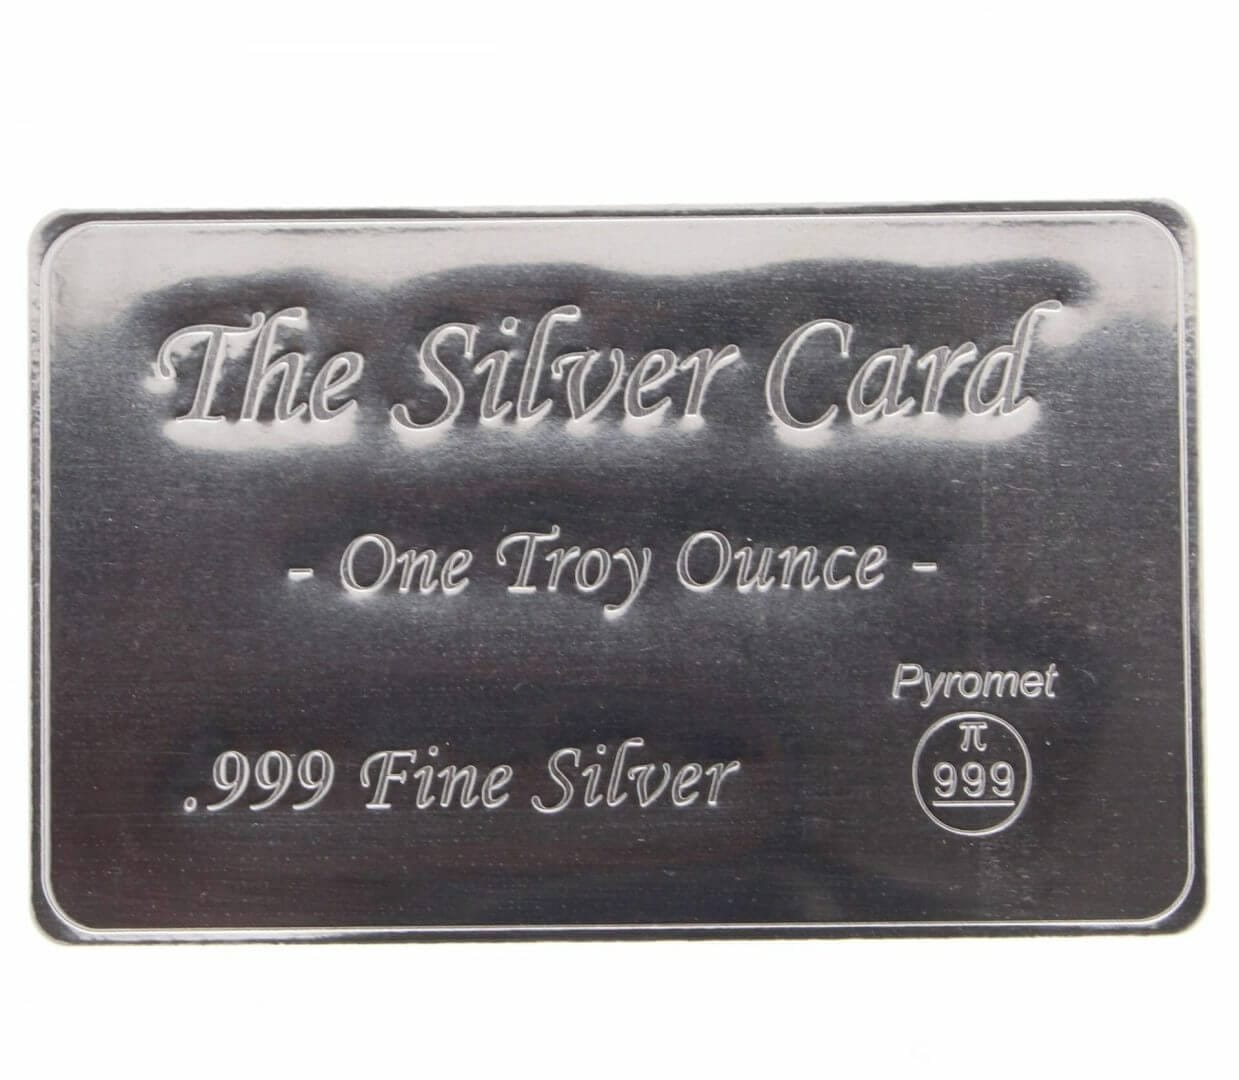 The Silver Card
- One Troy Ounce -
.999 Fine Silver
Pyromet
π
999